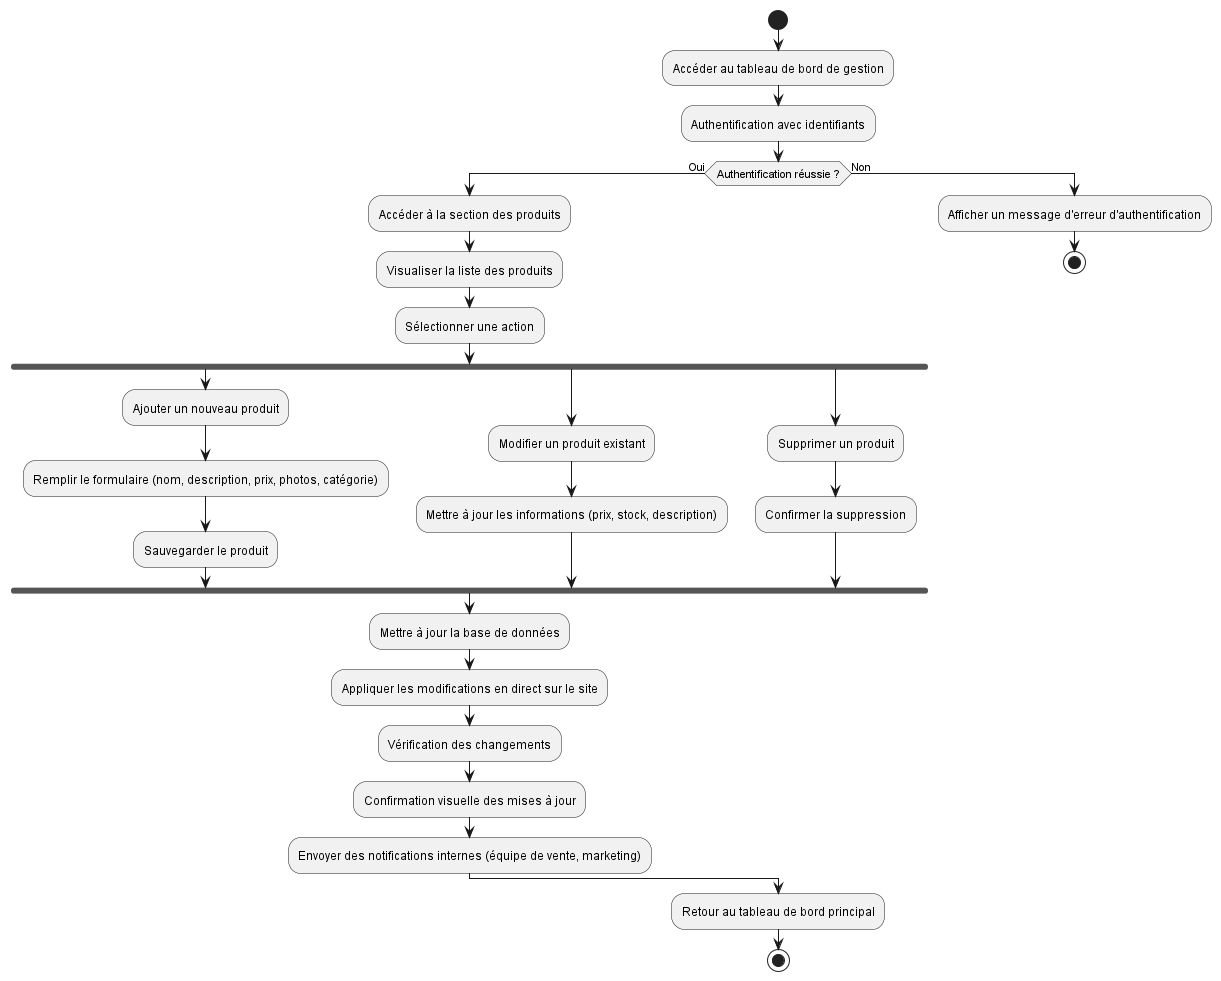 Accéder au tableau de bord de gestion
Authentification avec identifiants
Oui
Authentification réussie ?
Non
Accéder à la section des produits
Afficher un message d'erreur d'authentification
Visualiser la liste des produits
Sélectionner une action
Ajouter un nouveau produit
Remplir le formulaire (nom, description, prix, photos, catégorie)
Sauvegarder le produit
Modifier un produit existant
Mettre à jour les informations (prix, stock, description)
Supprimer un produit
Confirmer la suppression
Mettre à jour la base de données
Appliquer les modifications en direct sur le site
Vérification des changements
Confirmation visuelle des mises à jour
Envoyer des notifications internes (équipe de vente, marketing)
Retour au tableau de bord principal